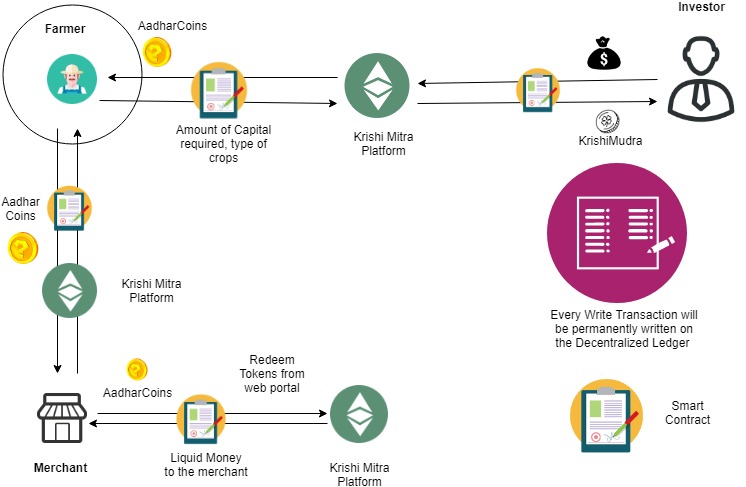 Farmer
AadharCoins
Investor
$
Amount of Capital
required, type of
crops
Krishi Mitra
Platform
KrishiMudra
Aadhar
Coins
Krishi Mitra
Platform
Every Write Transaction will
be permanently written on
the Decentralized Ledger
Redeem
Tokens from
web portal
AadharCoins
Smart
Contract
Liquid Money
to the merchant
Merchant
Krishi Mitra
Platform